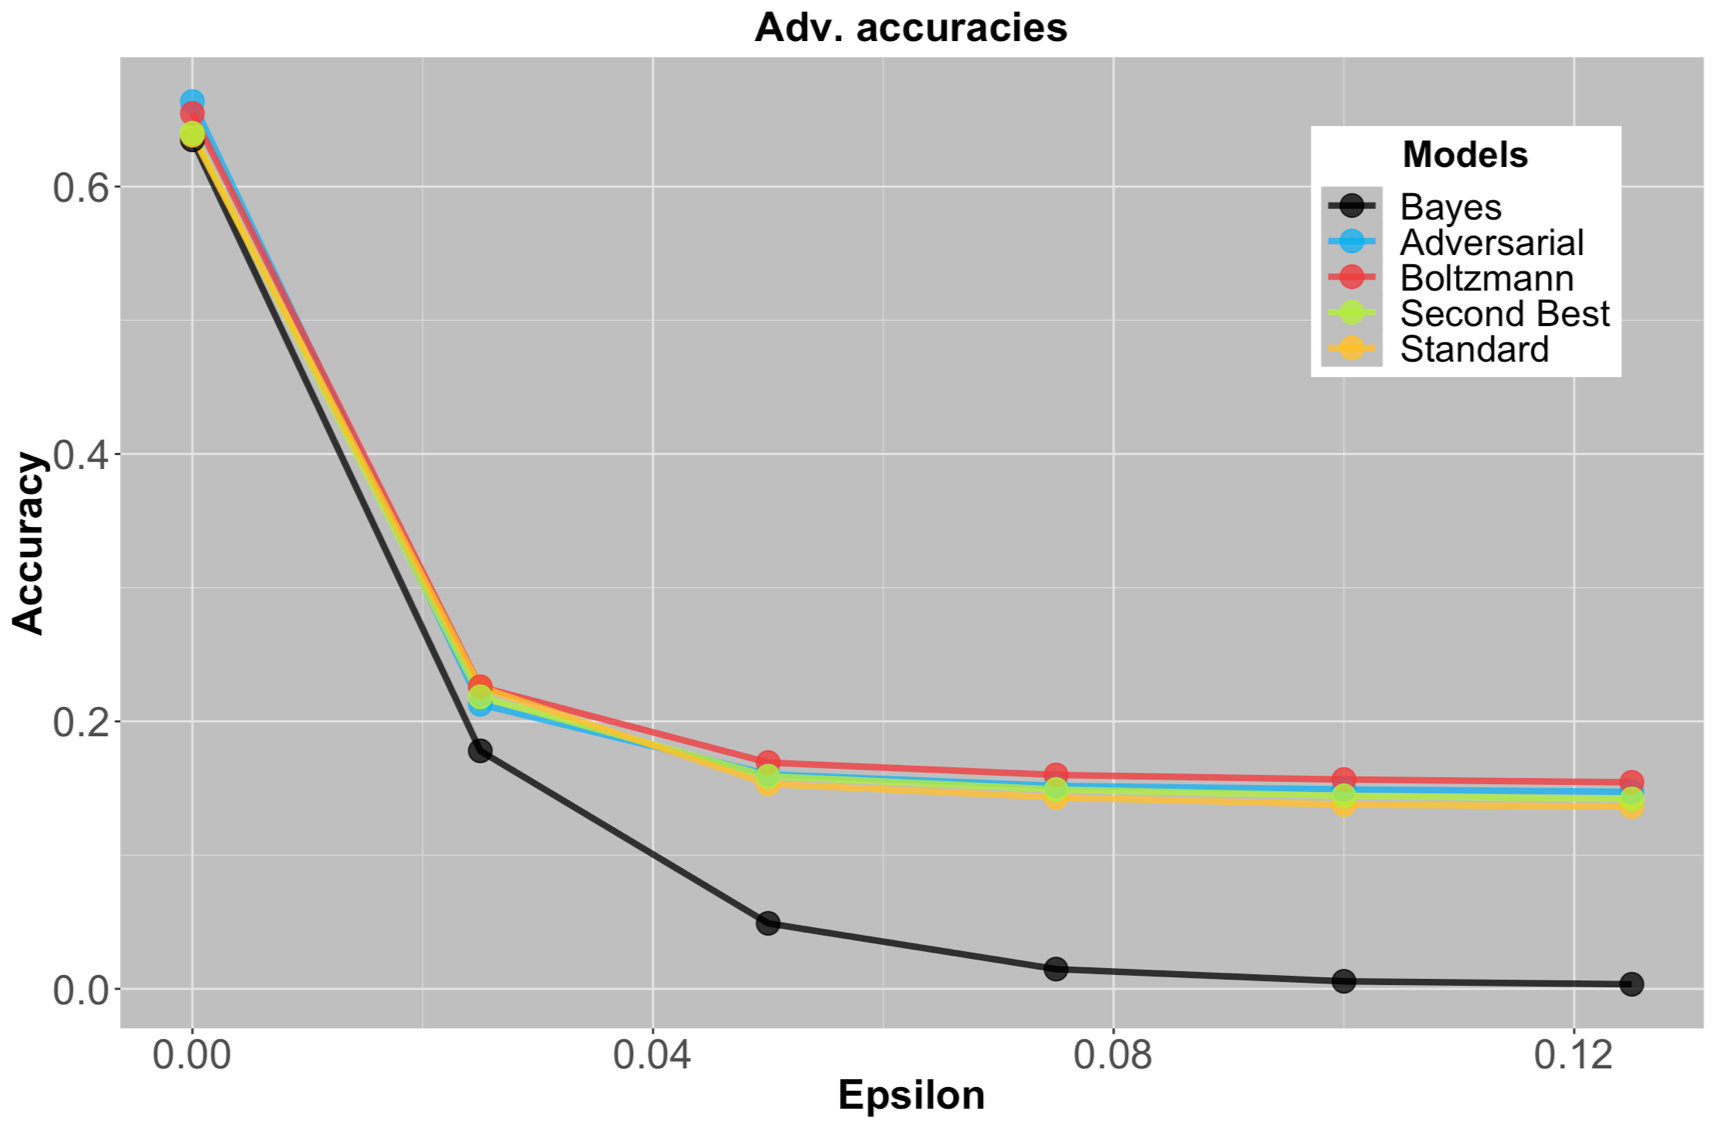 Adv. accuracies
Models
Bayes
Adversarial
Boltzmann
Second Best
Standard
Accuracy
0.6
0.4
0.2
0.0
0.00 0.04 0.08 0.12
Epsilon